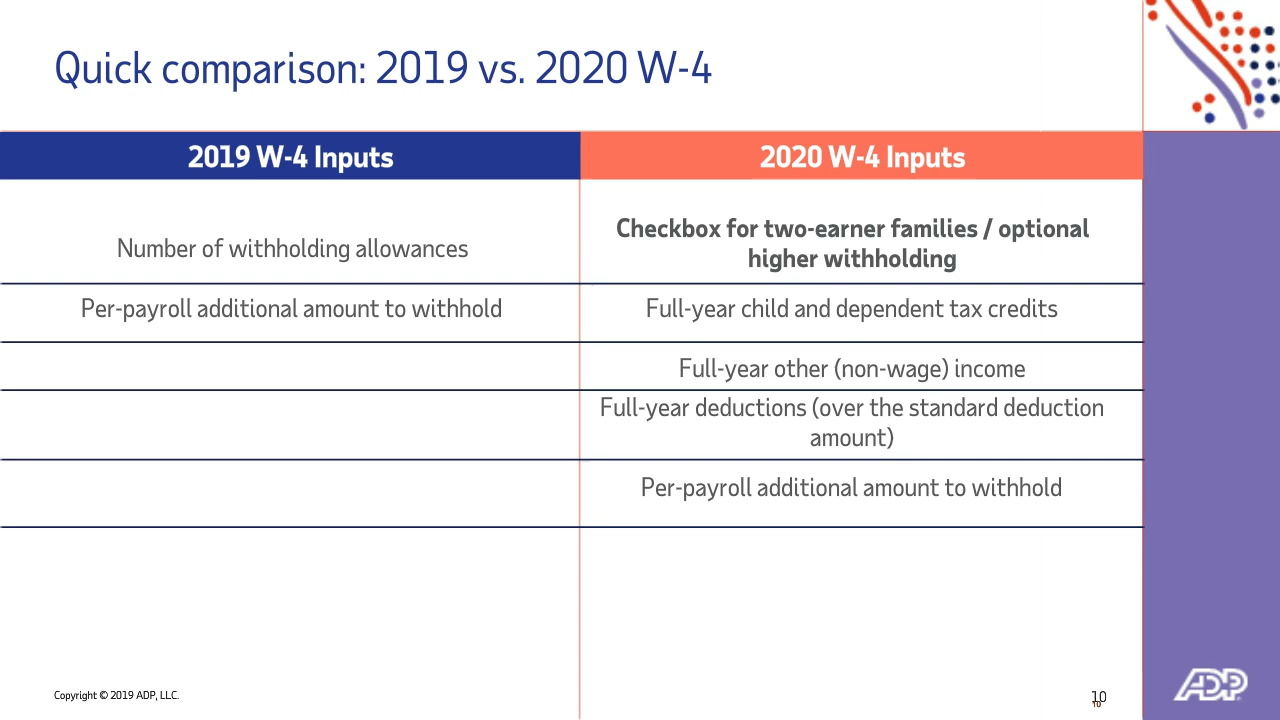 Quick comparison: 2019 vs. 2020 W-4
2019 W-4 Inputs
2020 W-4 Inputs
Number of withholding allowances
Checkbox for two-earner families / optional
higher withholding
Per-payroll additional amount to withhold
Full-year child and dependent tax credits
Full-year other (non-wage) income
Full-year deductions (over the standard deduction
amount)
Per-payroll additional amount to withhold
Copyright © 2019 ADP, LLC.
10
10
ADP